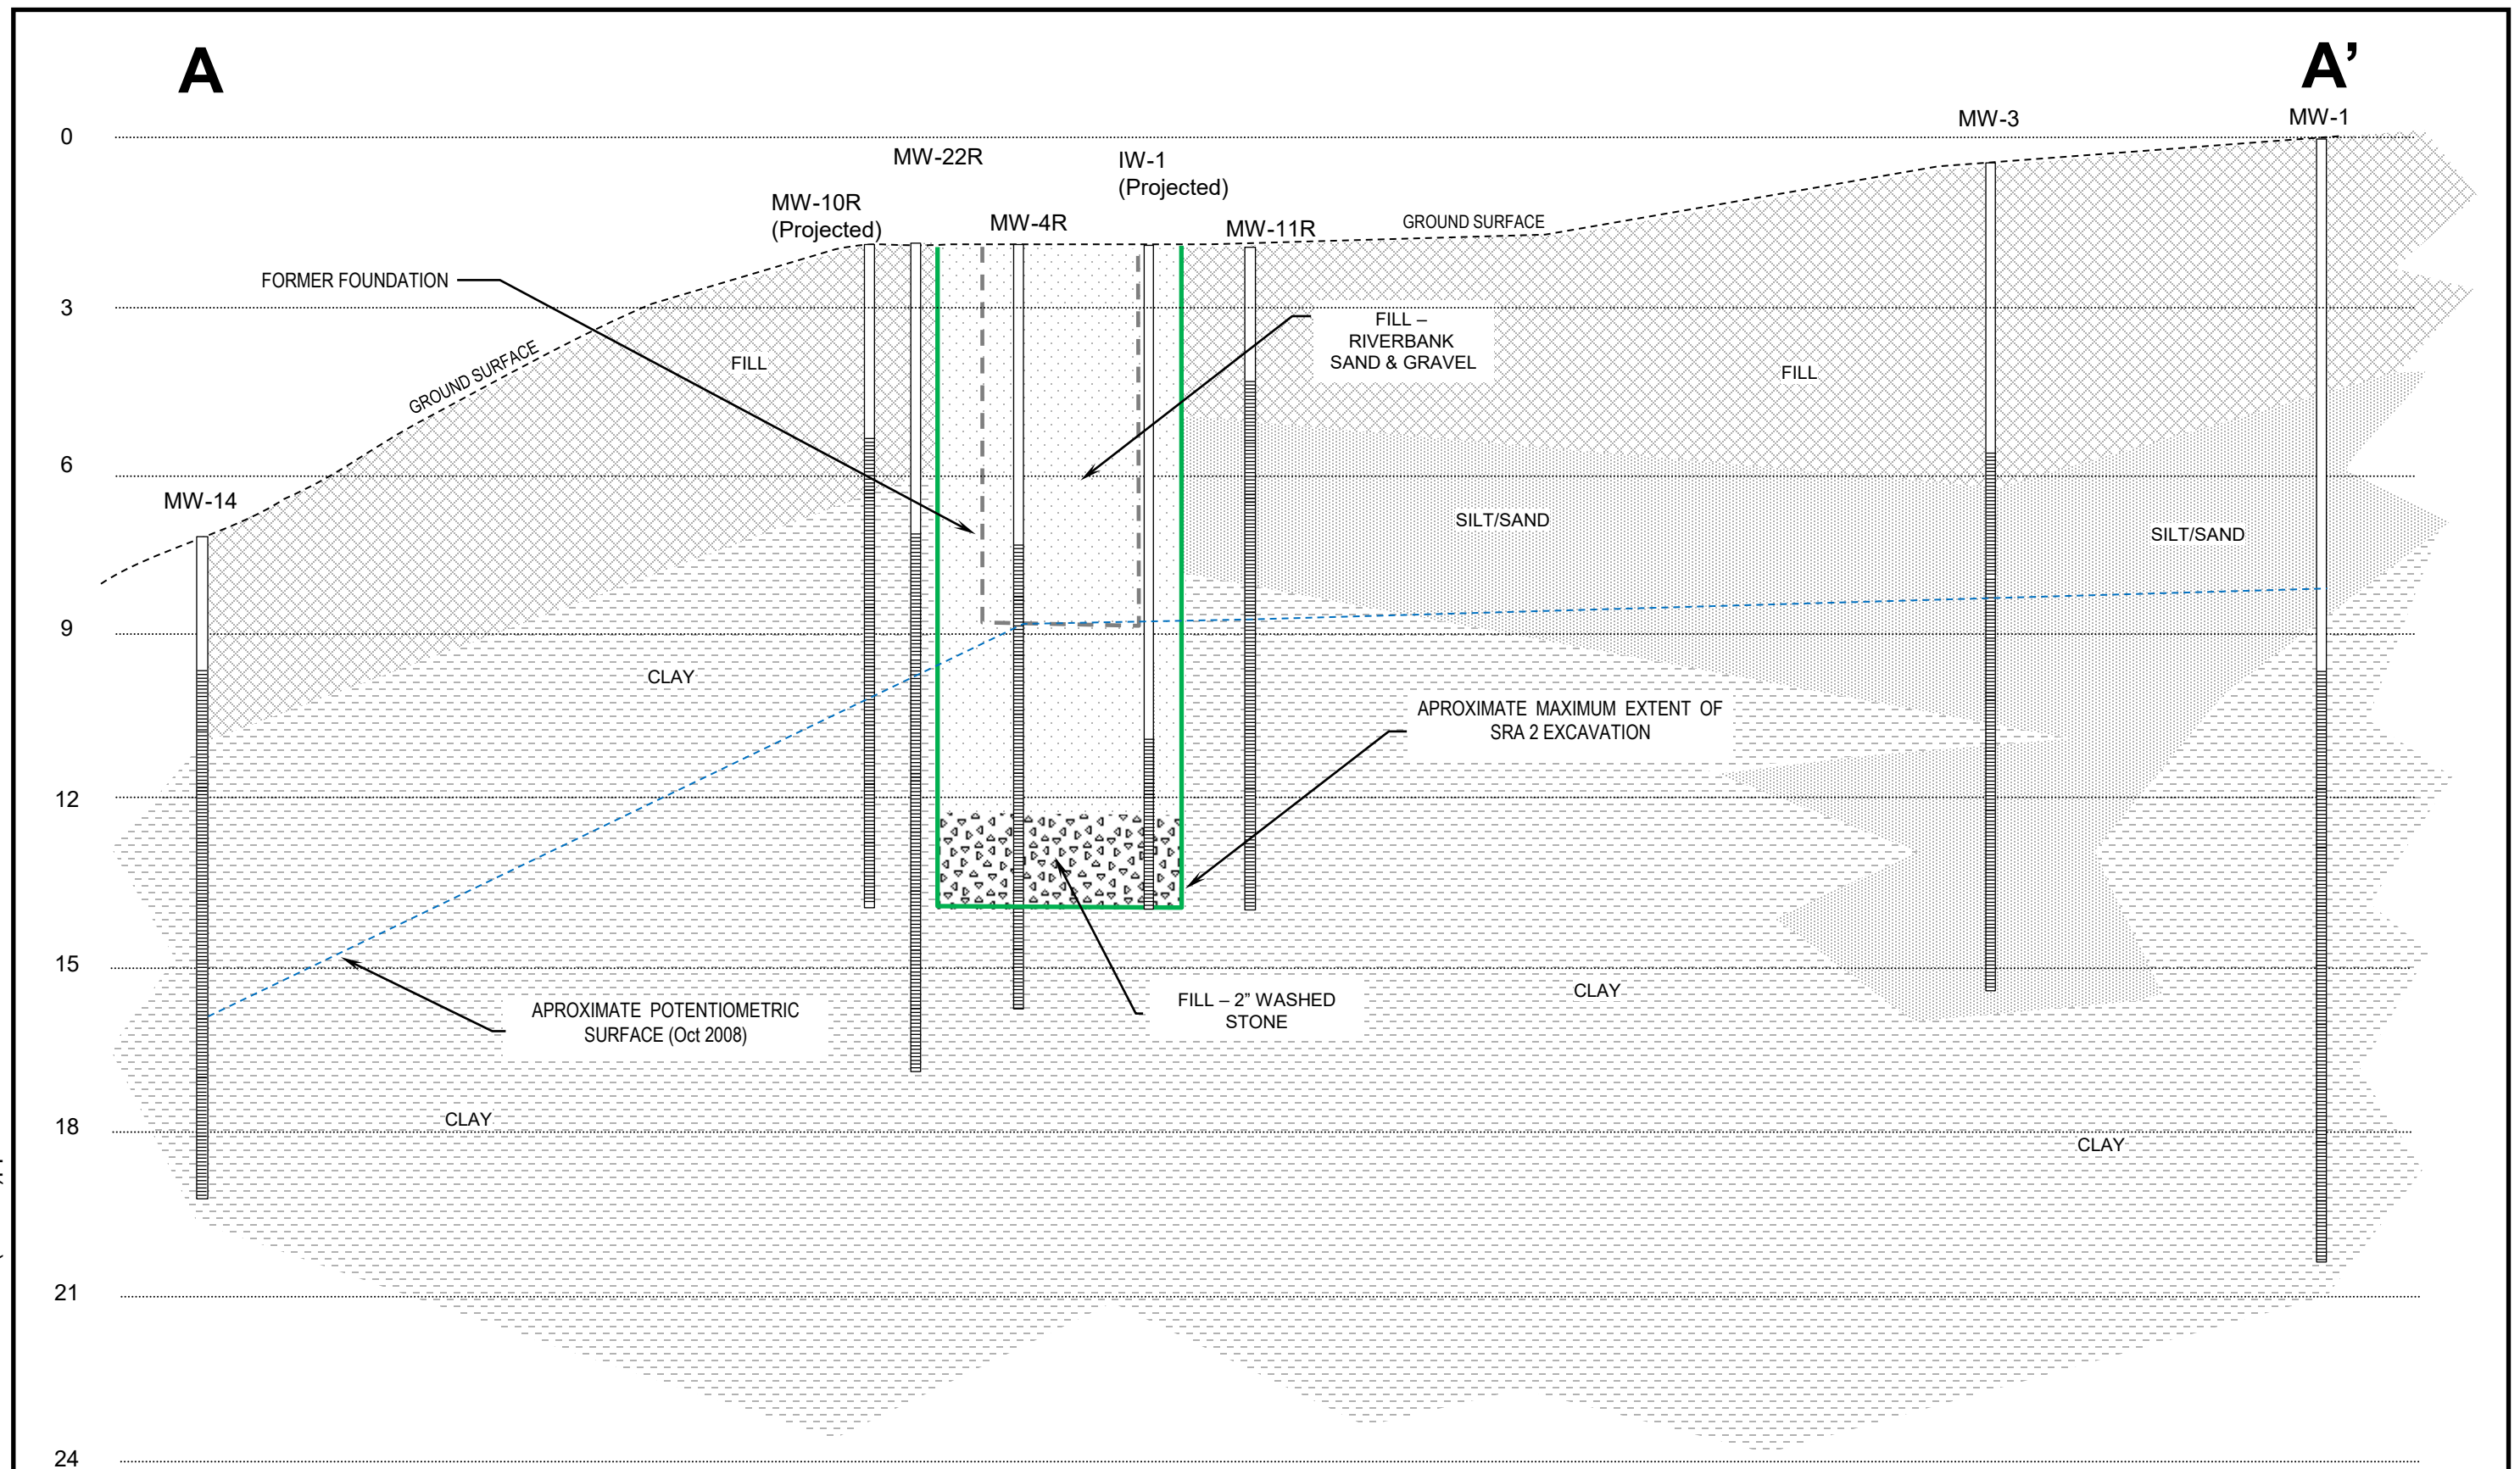 A
A’
MW-3
MW-1
0
MW-22R
IW-1
(Projected)
MW-10R
(Projected)
MW-4R
MW-11R
GROUND SURFACE
FORMER FOUNDATION
3
FILL –
RIVERBANK
SAND & GRAVEL
FILL
FILL
GROUND SURFACE
6
MW-14
SILT/SAND
SILT/SAND
9
CLAY
APROXIMATE MAXIMUM EXTENT OF
SRA 2 EXCAVATION
12
15
CLAY
APROXIMATE POTENTIOMETRIC
SURFACE (Oct 2008)
FILL – 2” WASHED
STONE
18
CLAY
CLAY
21
24